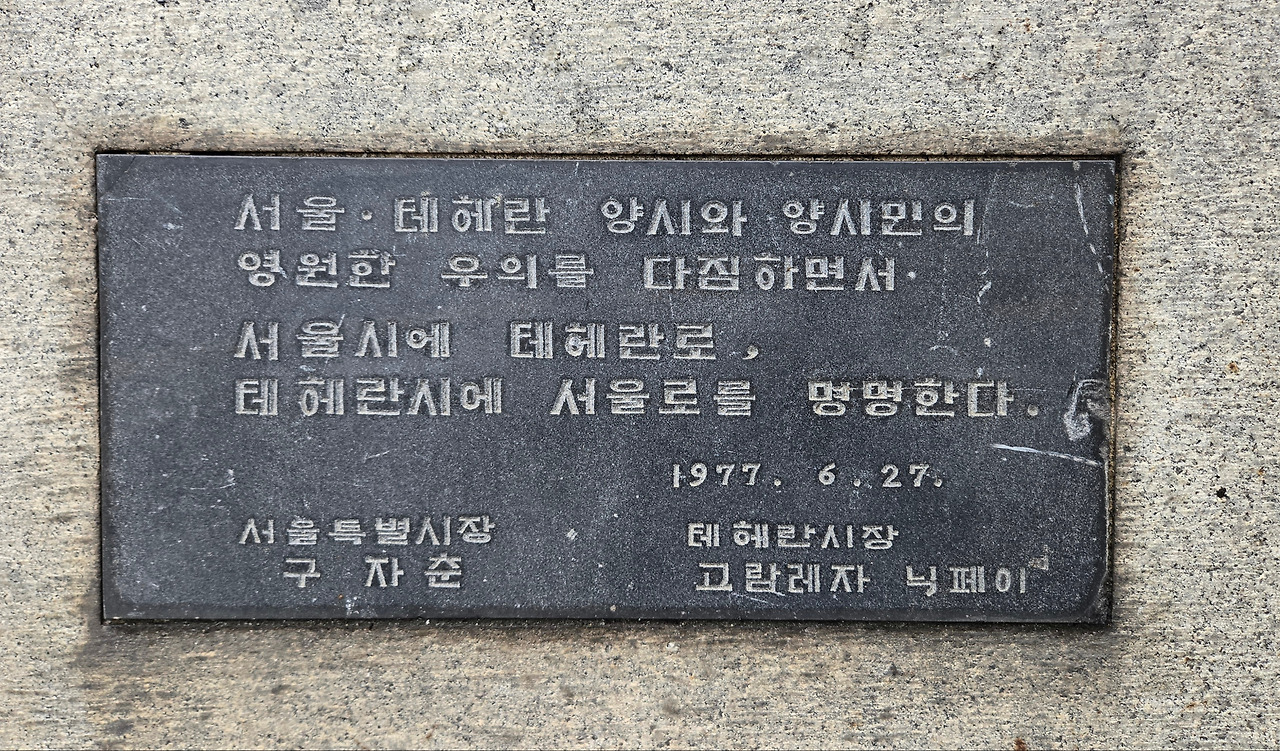 서울·테헤란 양시와 양시민의
영원한 우의를 다짐하면서
서울시에 테헤란로,
테헤란시에 서울로를 명명한다.
1977. 6. 27.
서울특별시장 테헤란시장
구 자 춘 고람레자 닉페이